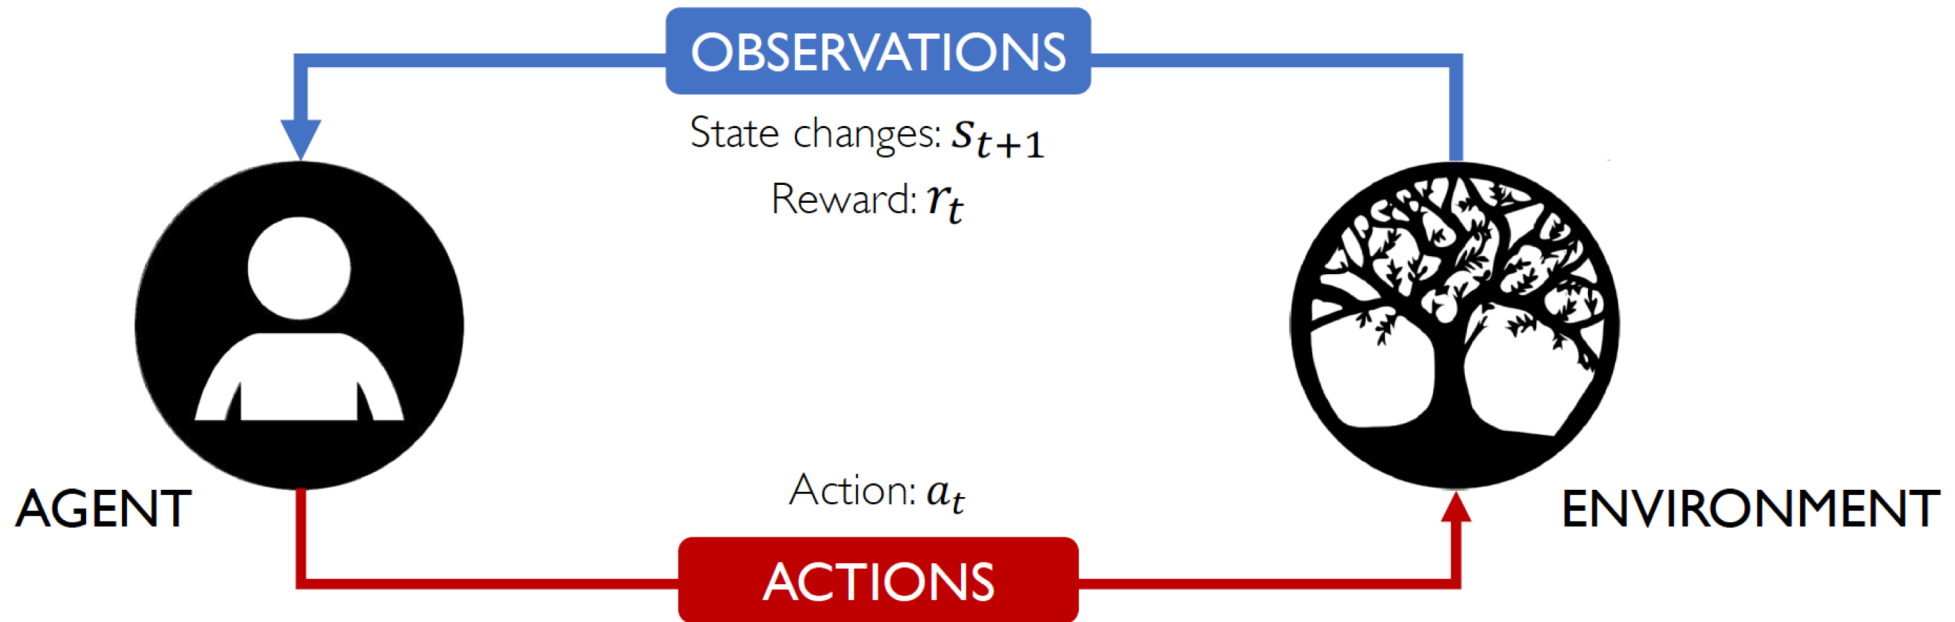 OBSERVATIONS
State changes: s_{t+1}
Reward: r_t
AGENT
ENVIRONMENT
Action: a_t
ACTIONS